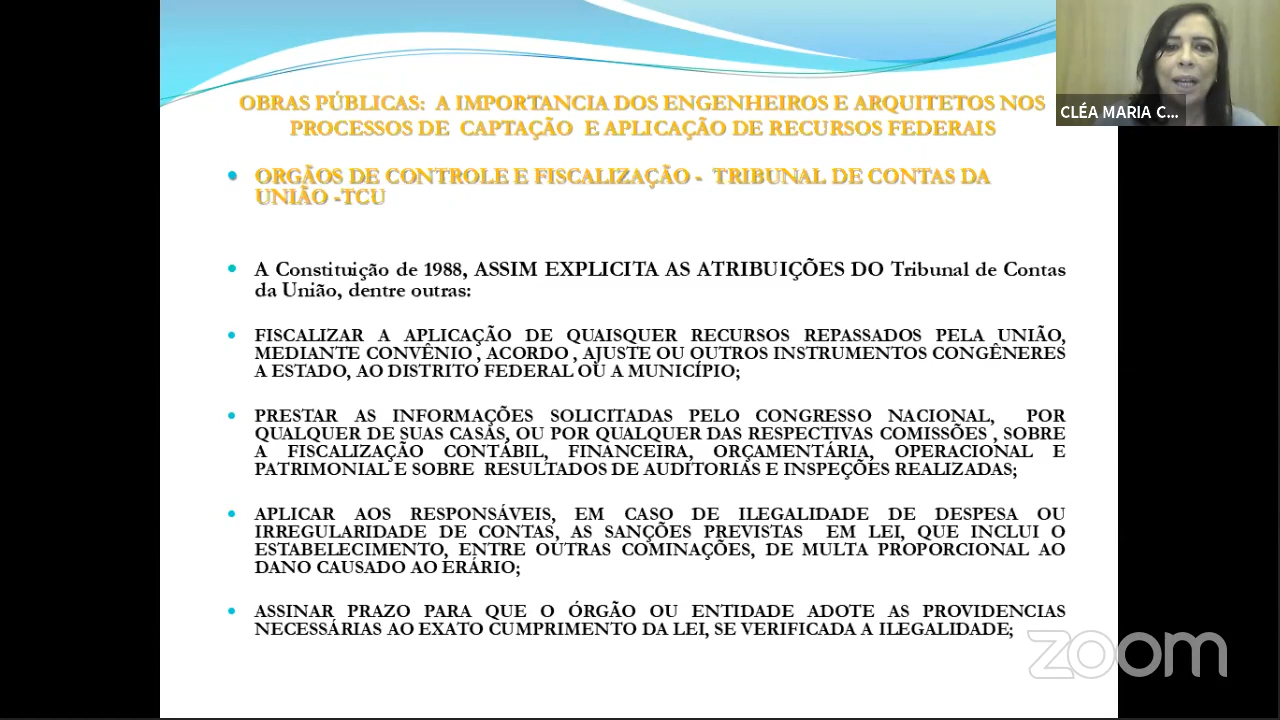 OBRAS PÚBLICAS: A IMPORTANCIA DOS ENGENHEIROS E ARQUITETOS NOS
PROCESSOS DE CAPTAÇÃO E APLICAÇÃO DE RECURSOS FEDERAIS
CLÉA MARIA C...
• ORGÃOS DE CONTROLE E FISCALIZAÇÃO - TRIBUNAL DE CONTAS DA
UNIÃO -TCU
• A Constituição de 1988, ASSIM EXPLICITA AS ATRIBUIÇÕES DO Tribunal de Contas
da União, dentre outras:
• FISCALIZAR A APLICAÇÃO DE QUAISQUER RECURSOS REPASSADOS PELA UNIÃO,
MEDIANTE CONVÊNIO , ACORDO , AJUSTE OU OUTROS INSTRUMENTOS CONGÊNERES
A ESTADO, AO DISTRITO FEDERAL OU A MUNICÍPIO;
• PRESTAR AS INFORMAÇÕES SOLICITADAS PELO CONGRESSO NACIONAL, POR
QUALQUER DE SUAS CASAS, OU POR QUALQUER DAS RESPECTIVAS COMISSÕES , SOBRE
A FISCALIZAÇÃO CONTÁBIL, FINANCEIRA, ORÇAMENTÁRIA, OPERACIONAL E
PATRIMONIAL E SOBRE RESULTADOS DE AUDITORIAS E INSPEÇÕES REALIZADAS;
• APLICAR AOS RESPONSÁVEIS, EM CASO DE ILEGALIDADE DE DESPESA OU
IRREGULARIDADE DE CONTAS, AS SANÇÕES PREVISTAS EM LEI, QUE INCLUI O
ESTABELECIMENTO, ENTRE OUTRAS COMINAÇÕES, DE MULTA PROPORCIONAL AO
DANO CAUSADO AO ERÁRIO;
• ASSINAR PRAZO PARA QUE O ÓRGÃO OU ENTIDADE ADOTE AS PROVIDENCIAS
NECESSÁRIAS AO EXATO CUMPRIMENTO DA LEI, SE VERIFICADA A ILEGALIDADE;
zoom